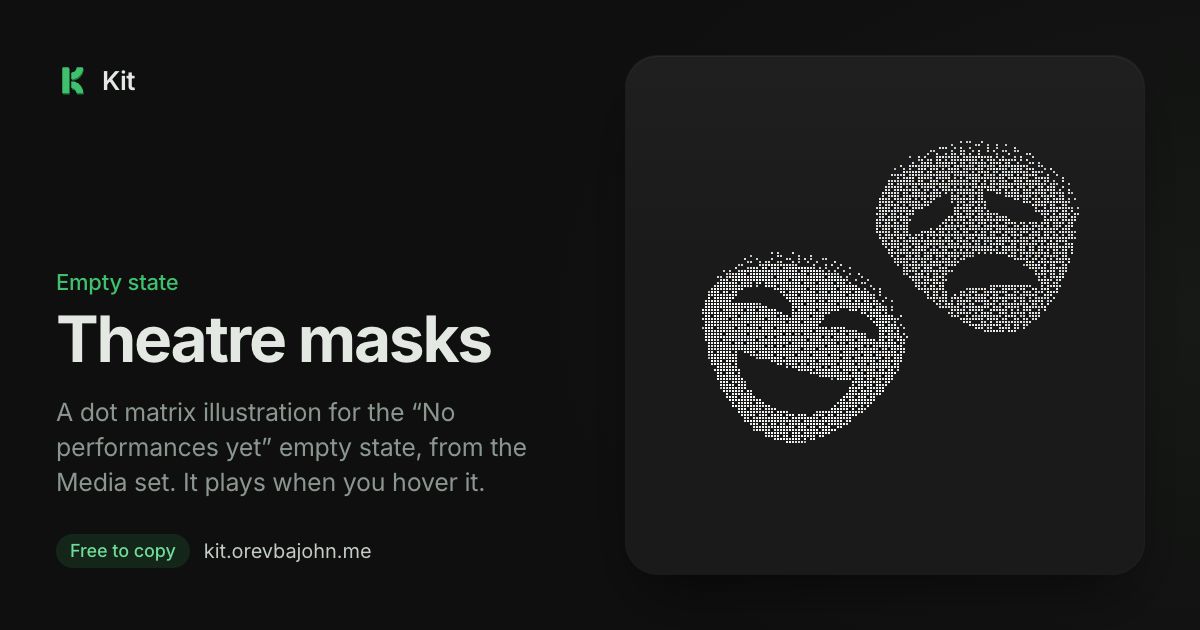 Kit
Empty state
Theatre masks
A dot matrix illustration for the “No
performances yet” empty state, from the
Media set. It plays when you hover it.
Free to copy
kit.orevbajohn.me